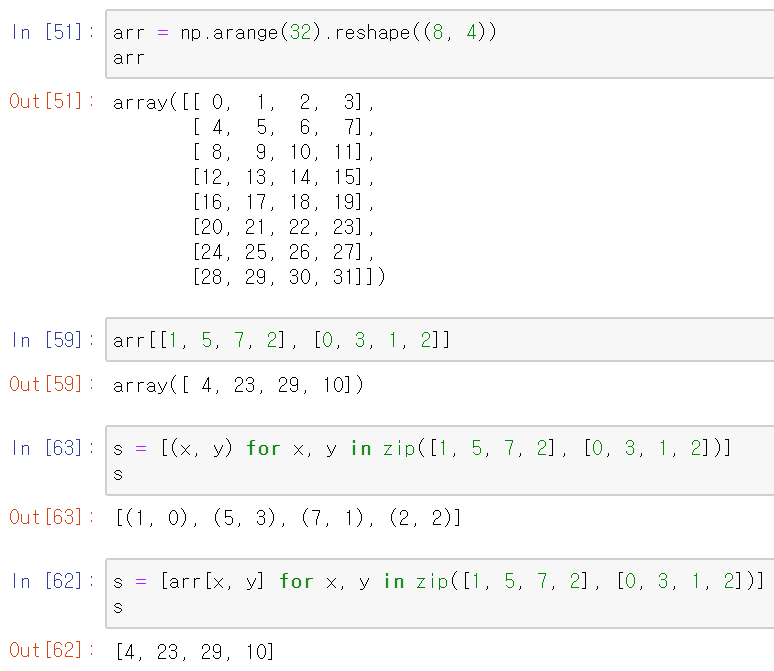 In [51]: arr = np.arange(32).reshape((8, 4))
arr
Out[51]: array([[ 0,  1,  2,  3],
[ 4,  5,  6,  7],
[ 8,  9, 10, 11],
[12, 13, 14, 15],
[16, 17, 18, 19],
[20, 21, 22, 23],
[24, 25, 26, 27],
[28, 29, 30, 31]])
In [59]: arr[[1, 5, 7, 2], [0, 3, 1, 2]]
Out[59]: array([ 4, 23, 29, 10])
In [63]: s = [(x, y) for x, y in zip([1, 5, 7, 2], [0, 3, 1, 2])]
s
Out[63]: [(1, 0), (5, 3), (7, 1), (2, 2)]
In [62]: s = [arr[x, y] for x, y in zip([1, 5, 7, 2], [0, 3, 1, 2])]
s
Out[62]: [4, 23, 29, 10]